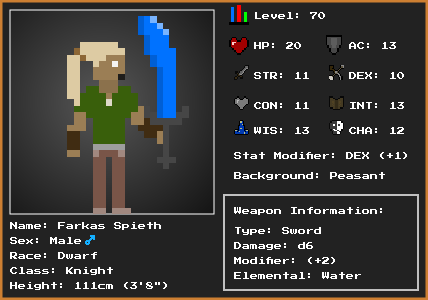 Level: 70
HP: 20 AC: 13
STR: 11 DEX: 10
CON: 11 INT: 13
WIS: 13 CHA: 12
Stat Modifier: DEX (+1)
Background: Peasant
Name: Farkas Spieth
Sex: Male ♂
Race: Dwarf
Class: Knight
Height: 111cm (3'8")
Weapon Information:
Type: Sword
Damage: d6
Modifier: (+2)
Elemental: Water